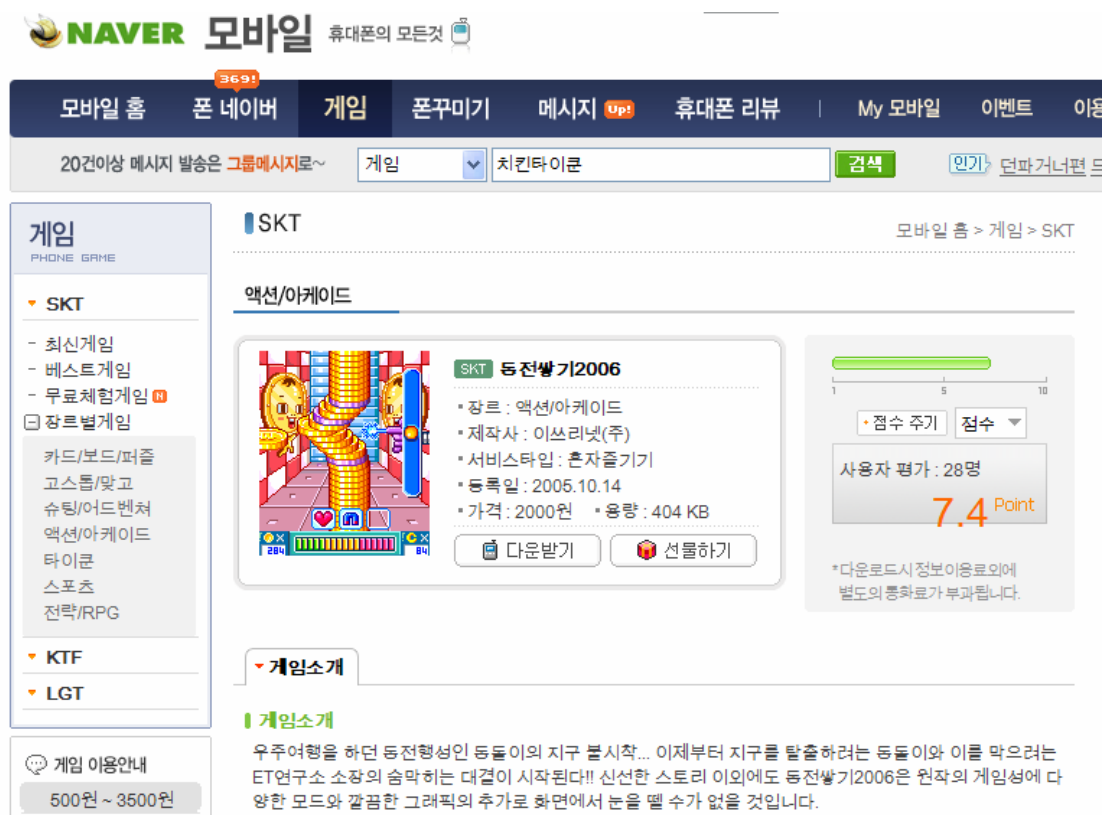 NAVER 모바일 휴대폰의 모든것
369!
모바일 홈 폰 네이버 게임 폰꾸미기 메시지 Up! 휴대폰 리뷰 | My 모바일 이벤트
20건이상 메시지 발송은 그룹메시지로~ 게임 치킨타이쿤 검색 인기 던파거너편
게임
PHONE GAME
SKT
- 최신게임
- 베스트게임
- 무료체험게임 N
장르별게임
카드/보드/퍼즐
고스톱/맞고
슈팅/어드벤쳐
액션/아케이드
타이쿤
스포츠
전략/RPG
KTF
LGT
게임 이용안내
500원 ~ 3500원
SKT
모바일 홈 > 게임 > SKT
액션/아케이드
284
84
SKT 동전쌓기2006
장르 : 액션/아케이드
제작사 : 이쓰리넷(주)
서비스타입 : 혼자즐기기
등록일 : 2005.10.14
가격 : 2000원 용량 : 404 KB
다운받기 선물하기
1 5 10
점수 주기 점수
사용자 평가 : 28명
7.4 Point
*다운로드시 정보이용료외에
별도의 통화료가 부과됩니다.
게임소개
게임소개
우주여행을 하던 동전행성인 동돌이의 지구 불시착... 이제부터 지구를 탈출하려는 동돌이와 이를 막으려는
ET연구소 소장의 숨막히는 대결이 시작된다!! 신선한 스토리 이외에도 동전쌓기2006은 원작의 게임성에 다
양한 모드와 깔끔한 그래픽의 추가로 화면에서 눈을 뗄 수가 없을 것입니다.